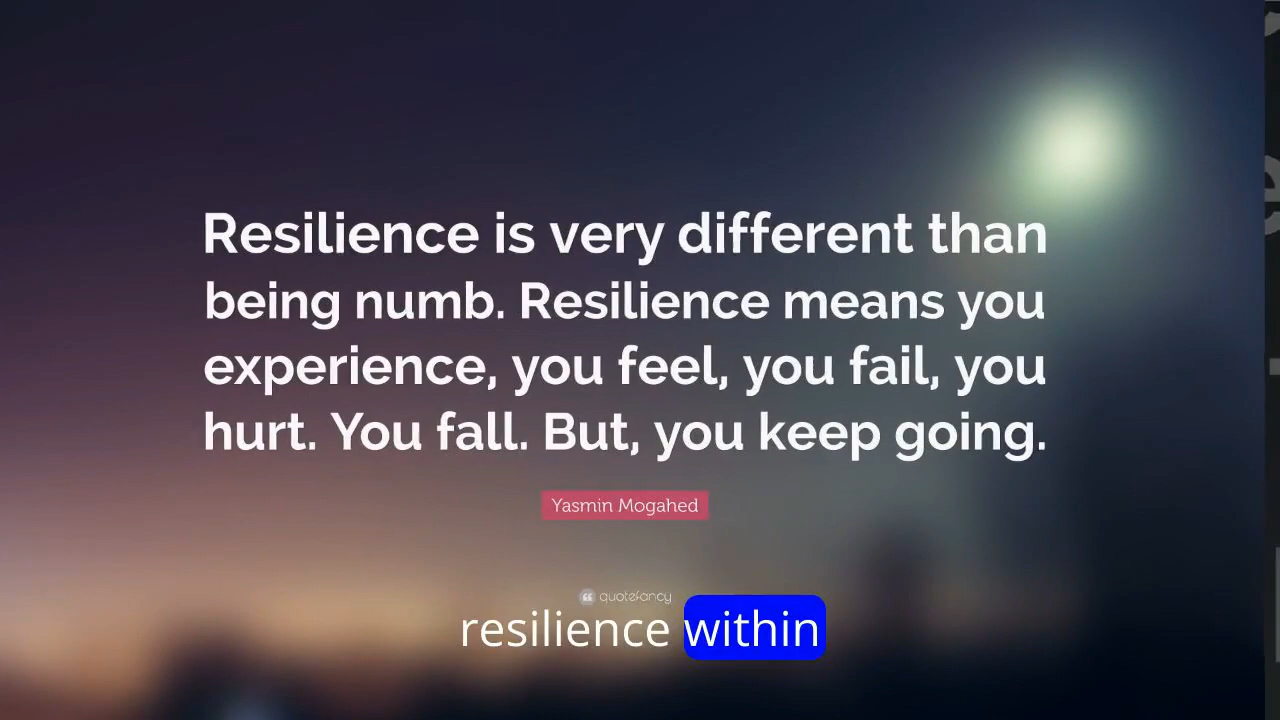 Resilience is very different than
being numb. Resilience means you
experience, you feel, you fail, you
hurt. You fall. But, you keep going.
Yasmin Mogahed
quotefancy
resilience within